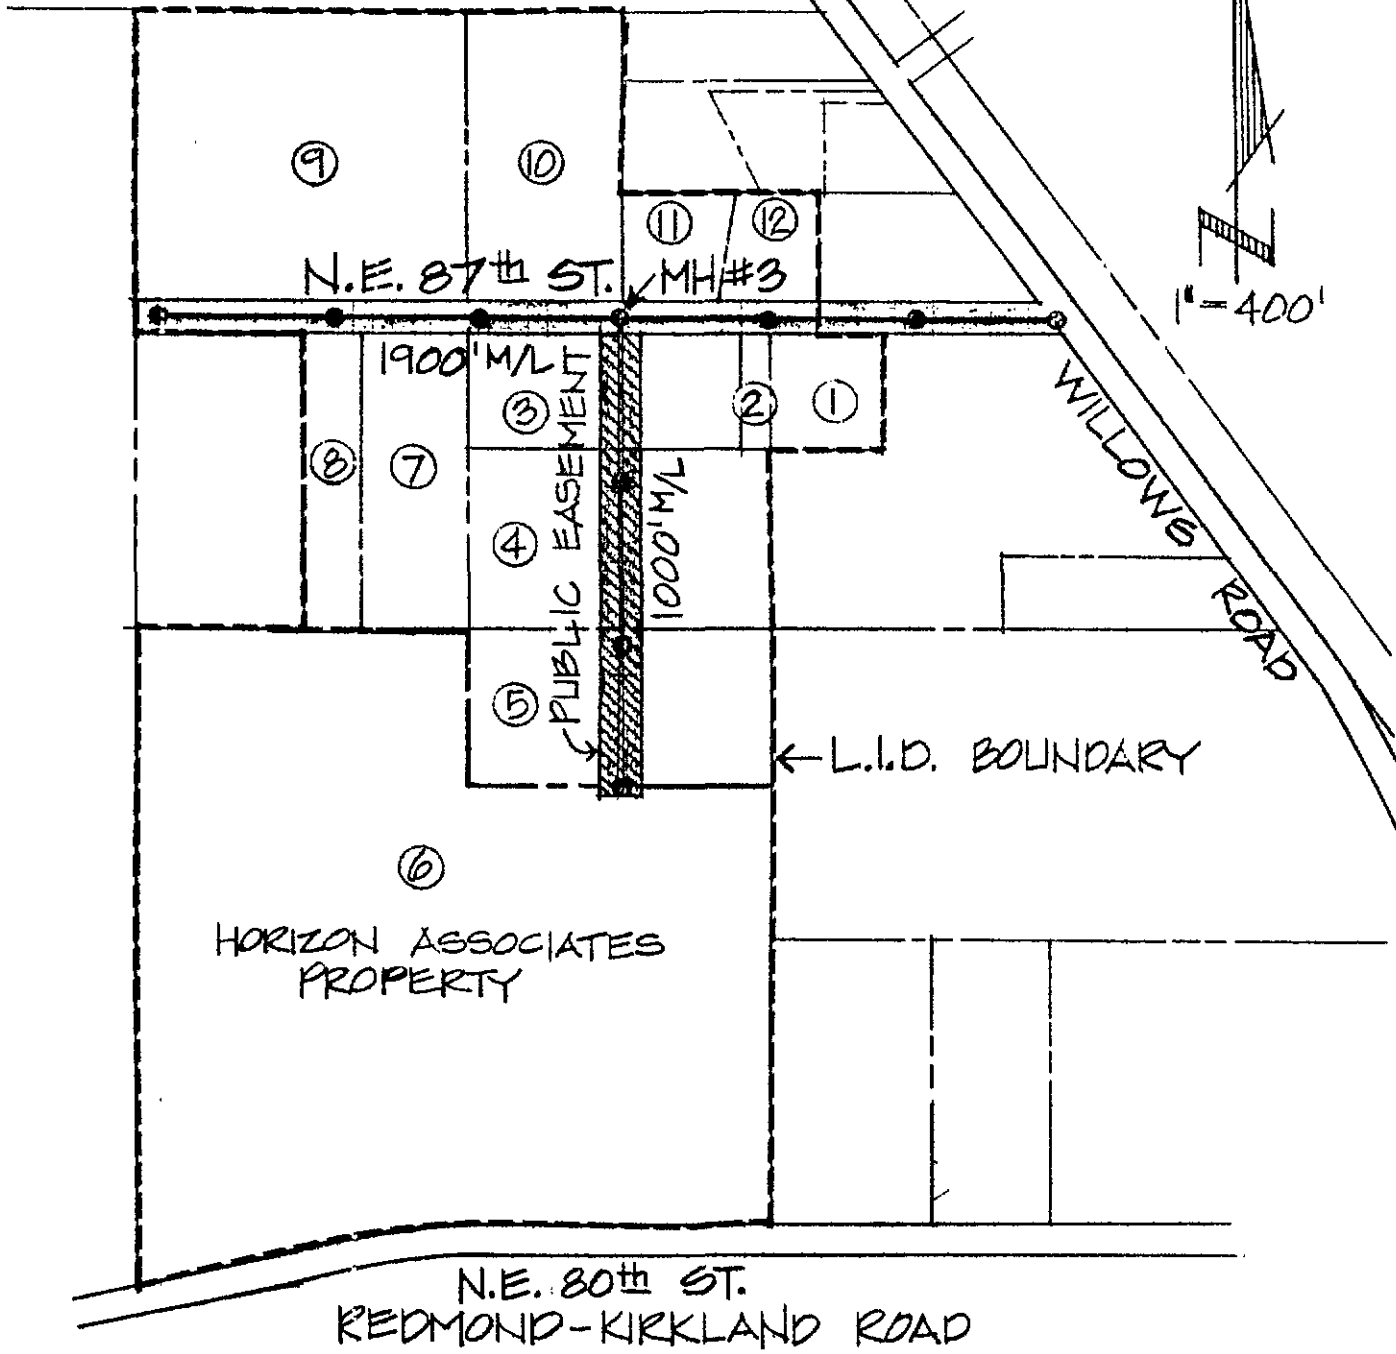 9
10
11
12
N.E. 87th ST.
MH #3
1" = 400'
1900' M/L
3
2
1
8
7
4
5
PUBLIC EASEMENT
1000' M/L
WILLOWS ROAD
L.I.D. BOUNDARY
6
HORIZON ASSOCIATES
PROPERTY
N.E. 80th ST.
REDMOND-KIRKLAND ROAD